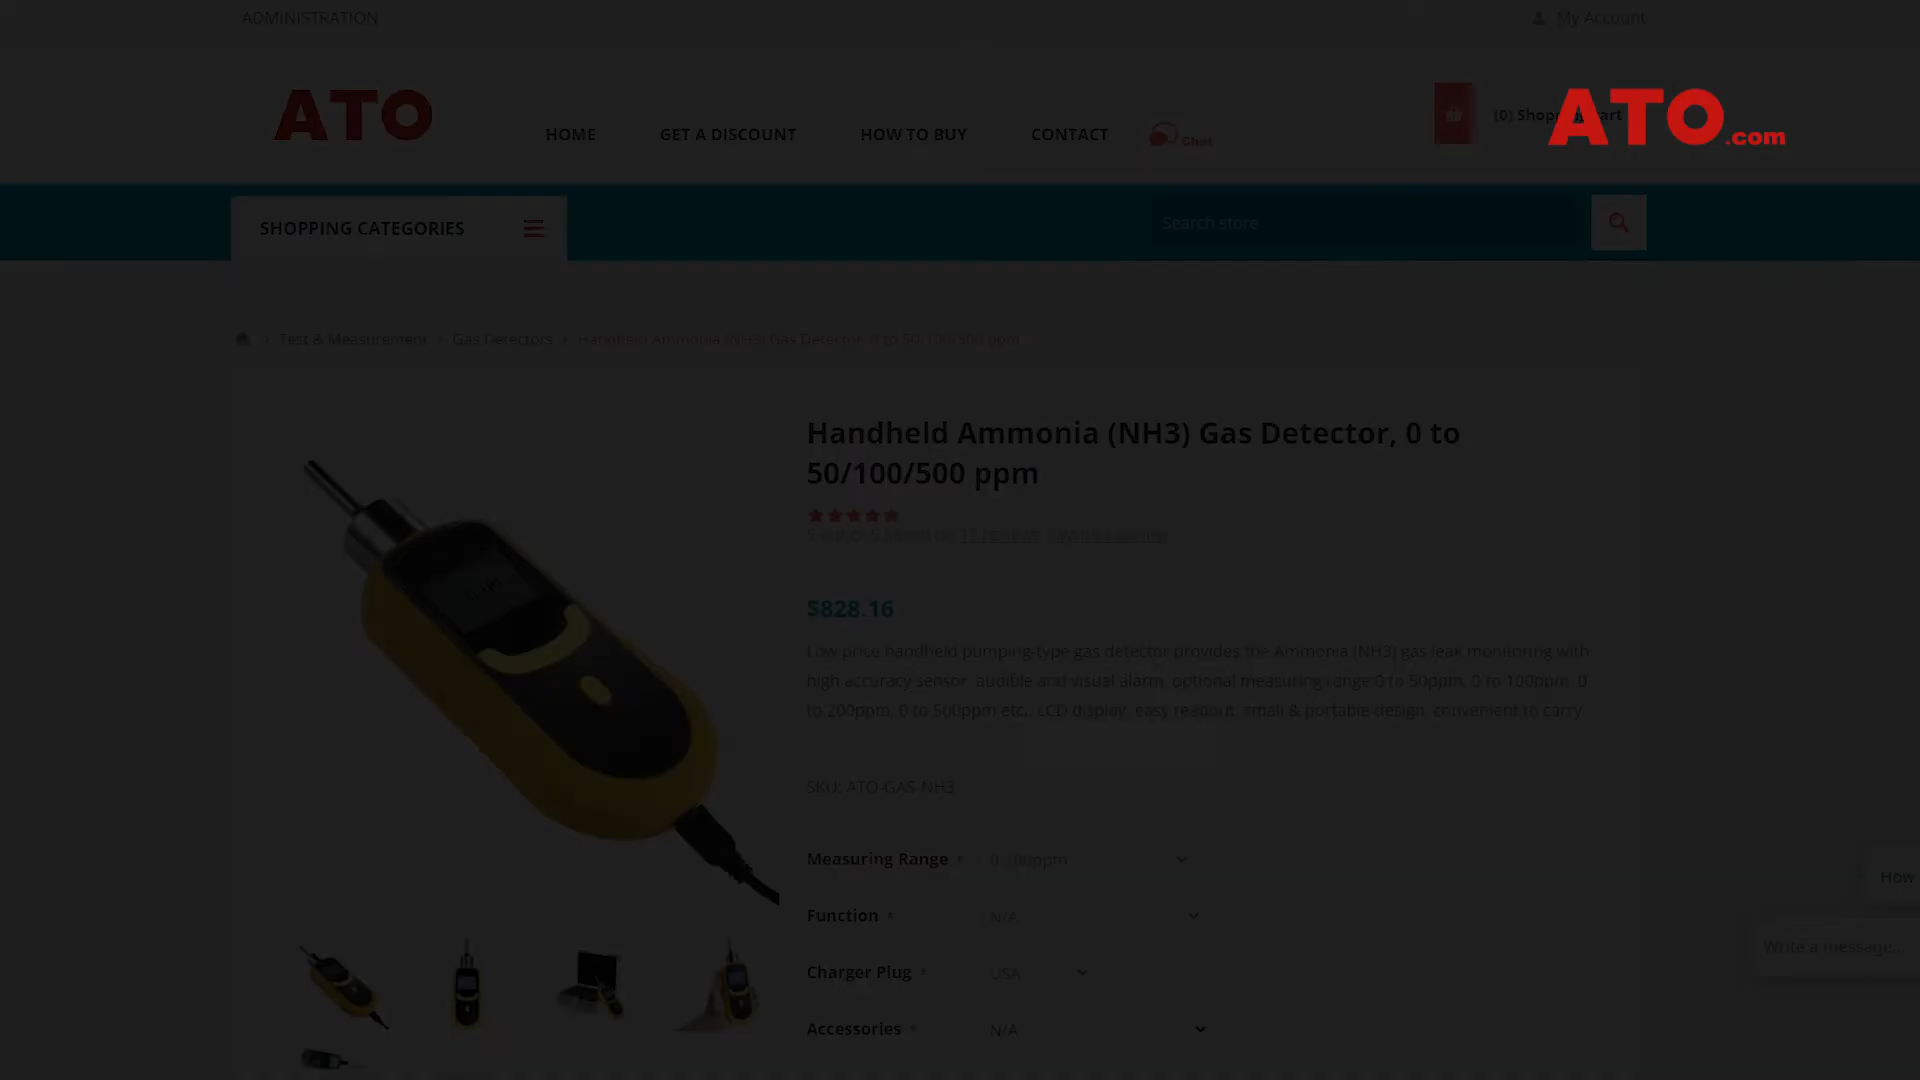 ADMINISTRATION
My Account
ATO
HOME
GET A DISCOUNT
HOW TO BUY
CONTACT
Chat
(0) Shopping cart
ATO.com
SHOPPING CATEGORIES
Search store
Test & Measurement
Gas Detectors
Handheld Ammonia (NH3) Gas Detector, 0 to 50/100/500 ppm
Handheld Ammonia (NH3) Gas Detector, 0 to
50/100/500 ppm
$828.16
Low price handheld pumping-type gas detector provides the Ammonia (NH3) gas leak monitoring with
high accuracy sensor, audible and visual alarm, optional measuring range 0 to 50ppm, 0 to 100ppm, 0
to 200ppm, 0 to 500ppm etc,. LCD display, easy readout, small & portable design, convenient to carry.
SKU: ATO-GAS-NH3
Measuring Range *
Function * N/A
Charger Plug * USA
Accessories * N/A
How
Write a message...